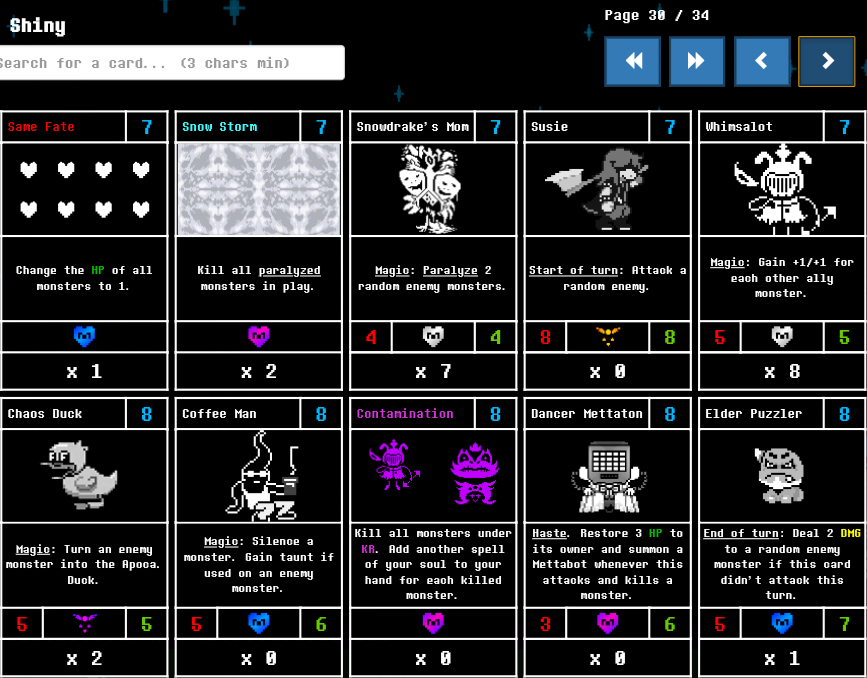 Shiny
Page 30 / 34
Search for a card... (3 chars min)
Same Fate 7
Change the HP of all
monsters to 1.
x 1
Snow Storm 7
Kill all paralyzed
monsters in play.
x 2
Snowdrake's Mom 7
Magic: Paralyze 2
random enemy monsters.
4 4
x 7
Susie 7
Start of turn: Attack a
random enemy.
8 8
x 0
Whimsalot 7
Magic: Gain +1/+1 for
each other ally
monster.
5 5
x 8
Chaos Duck 8
Magic: Turn an enemy
monster into the Apoca.
Duck.
5 5
x 2
Coffee Man 8
Magic: Silence a
monster. Gain taunt if
used on an enemy
monster.
5 6
x 0
Contamination 8
Kill all monsters under
KR. Add another spell
of your soul to your
hand for each killed
monster.
x 0
Dancer Mettaton 8
Haste. Restore 3 HP to
its owner and summon a
Mettabot whenever this
attacks and kills a
monster.
3 6
x 0
Elder Puzzler 8
End of turn: Deal 2 DMG
to a random enemy
monster if this card
didn't attack this
turn.
5 7
x 1